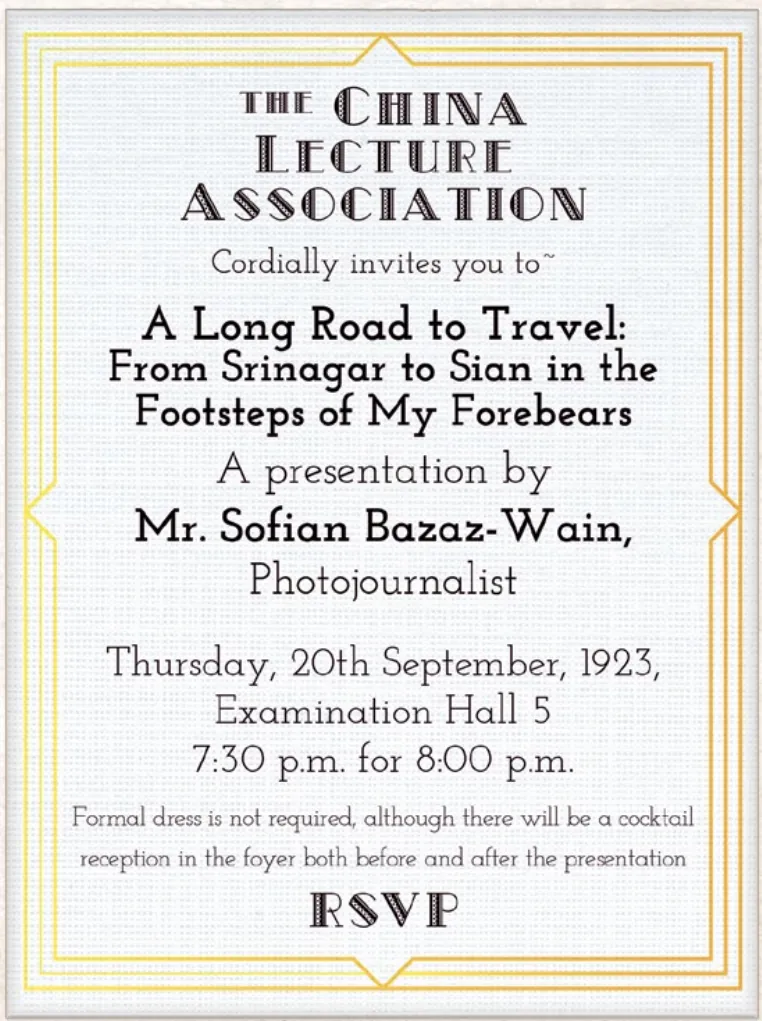 THE CHINA
LECTURE
ASSOCIATION
Cordially invites you to~
A Long Road to Travel:
From Srinagar to Sian in the
Footsteps of My Forebears
A presentation by
Mr. Sofian Bazaz-Wain,
Photojournalist
Thursday, 20th September, 1923,
Examination Hall 5
7:30 p.m. for 8:00 p.m.
Formal dress is not required, although there will be a cocktail
reception in the foyer both before and after the presentation
RSVP